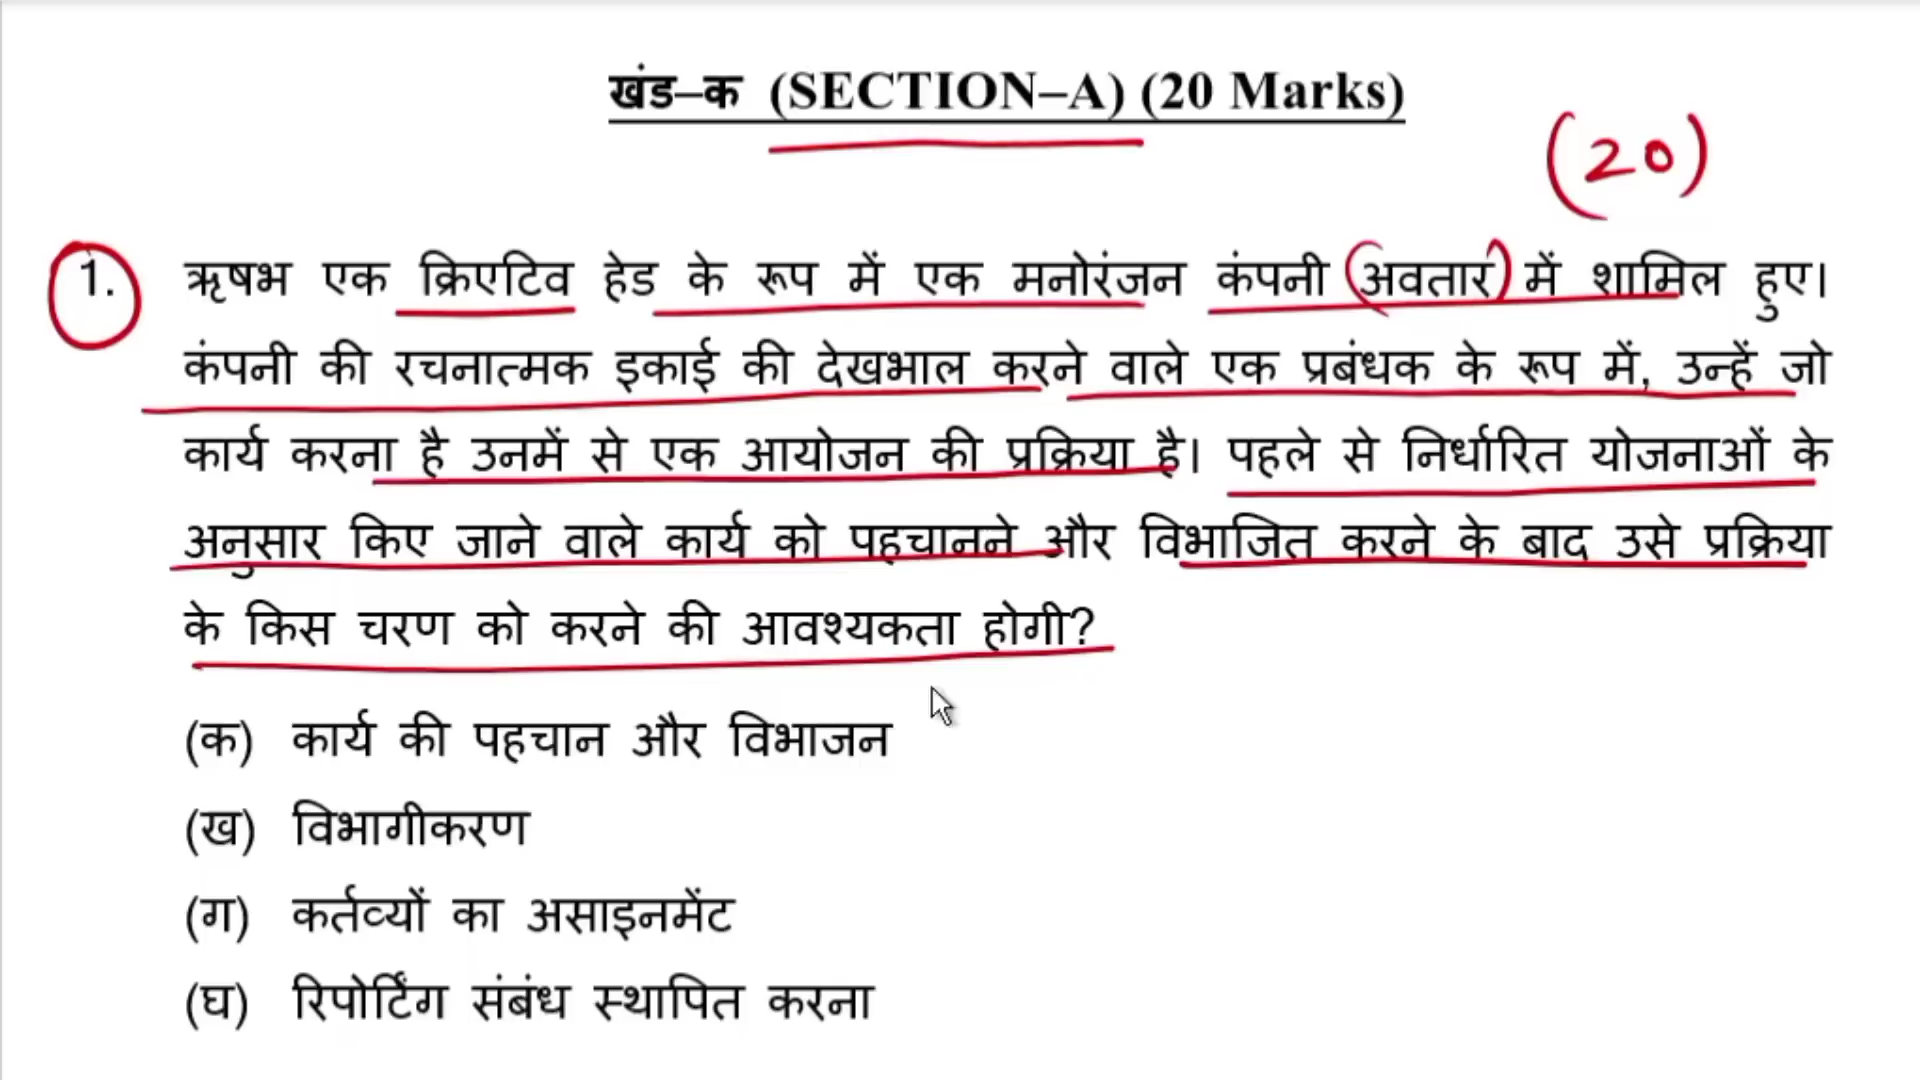 खंड–क (SECTION–A) (20 Marks)
(20)
1. ऋषभ एक क्रिएटिव हेड के रूप में एक मनोरंजन कंपनी (अवतार) में शामिल हुए।
कंपनी की रचनात्मक इकाई की देखभाल करने वाले एक प्रबंधक के रूप में, उन्हें जो
कार्य करना है उनमें से एक आयोजन की प्रक्रिया है। पहले से निर्धारित योजनाओं के
अनुसार किए जाने वाले कार्य को पहचानने और विभाजित करने के बाद उसे प्रक्रिया
के किस चरण को करने की आवश्यकता होगी?
(क) कार्य की पहचान और विभाजन
(ख) विभागीकरण
(ग) कर्तव्यों का असाइनमेंट
(घ) रिपोर्टिंग संबंध स्थापित करना